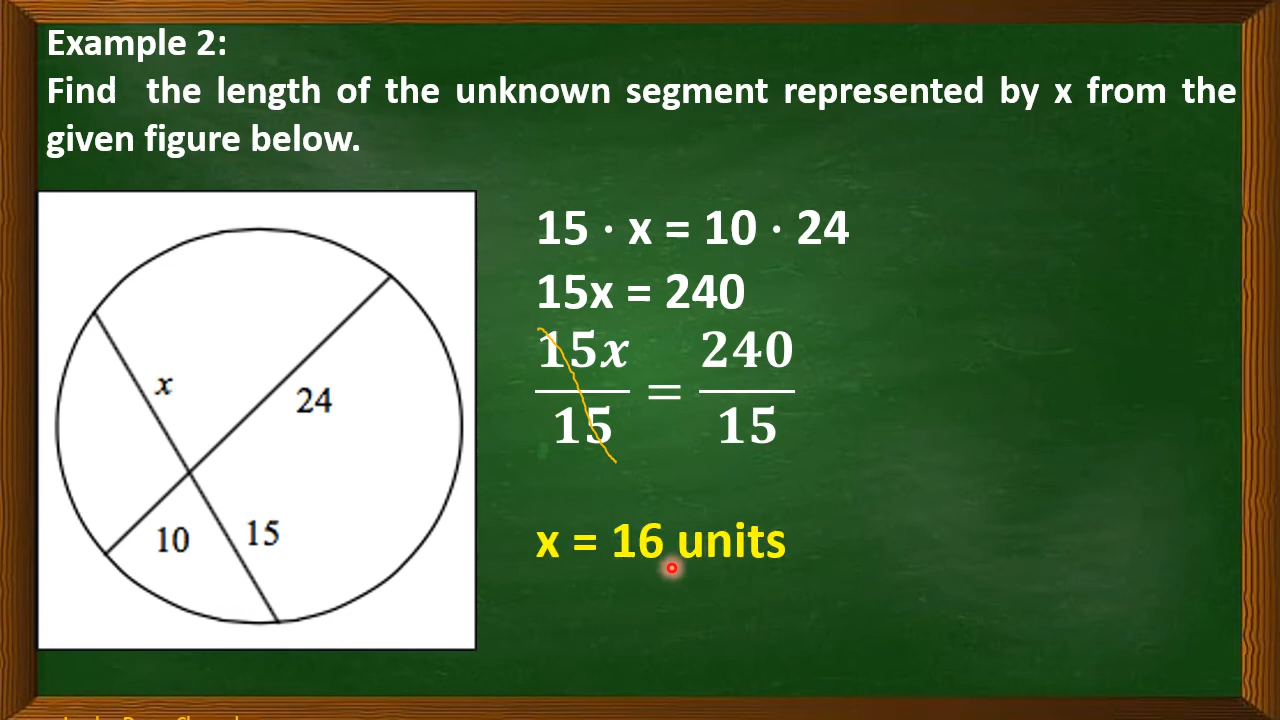 Example 2:
Find the length of the unknown segment represented by x from the
given figure below.
15 · x = 10 · 24
15x = 240
15x/15 = 240/15
x = 16 units
x
24
10
15